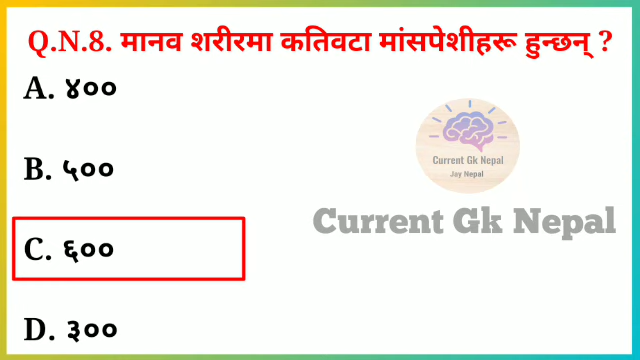 Q.N.8. मानव शरीरमा कतिवटा मांसपेशीहरू हुन्छन् ?
A. ४००
B. ५००
C. ६००
D. ३००
Current Gk Nepal
Jay Nepal
Current Gk Nepal